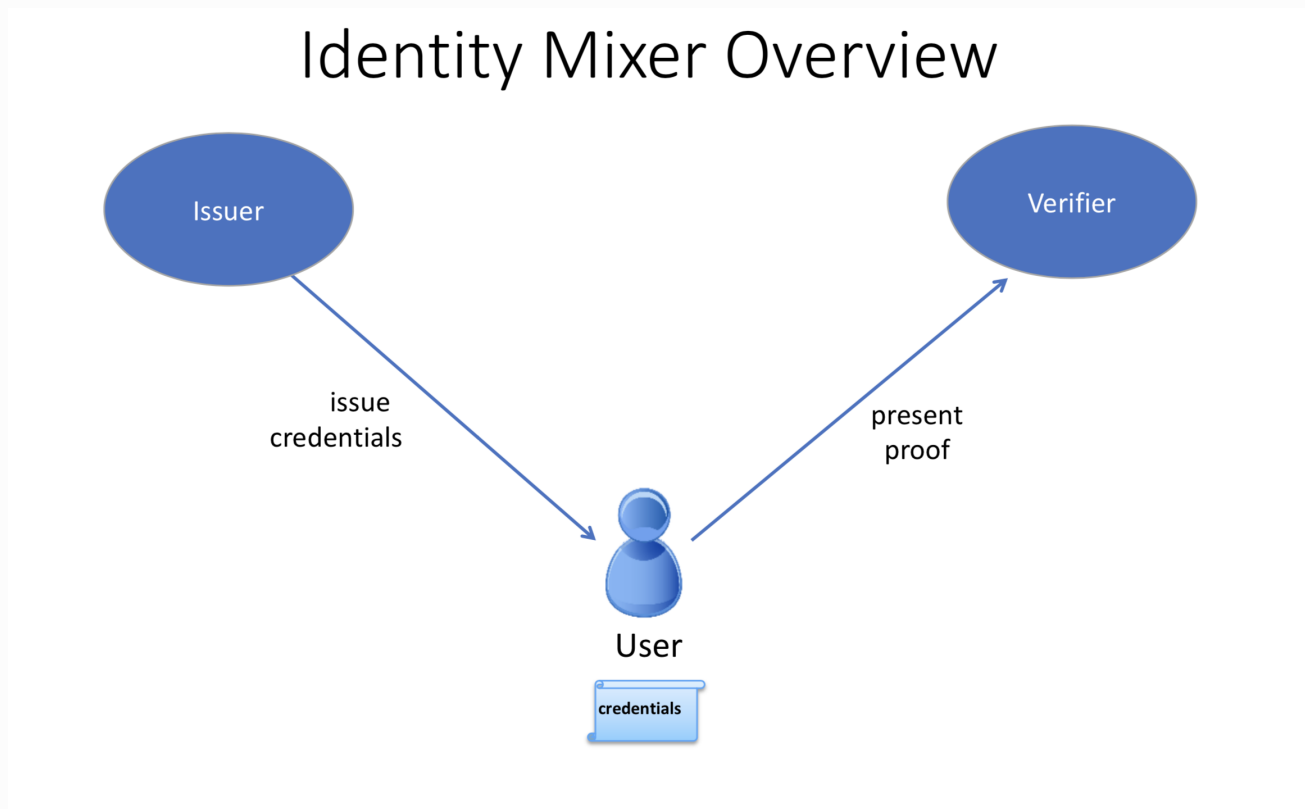 Identity Mixer Overview
Issuer
Verifier
issue
credentials
present
proof
User
credentials